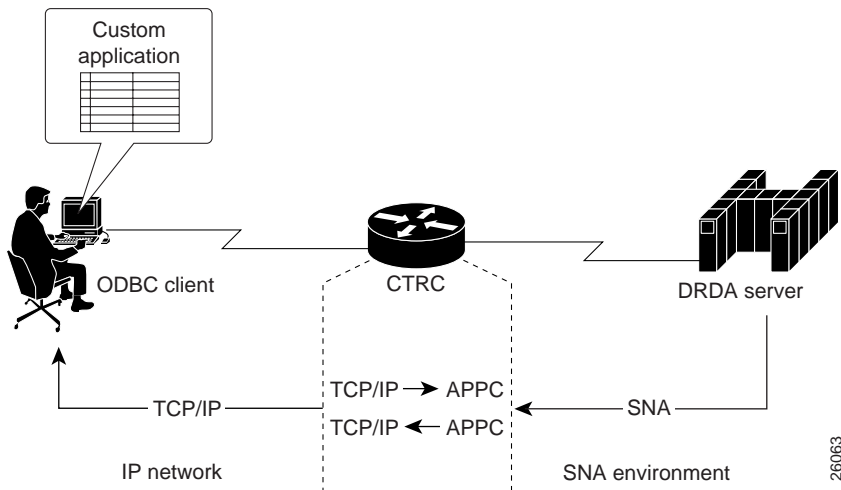 Custom
application
ODBC client
CTRC
DRDA server
TCP/IP
TCP/IP APPC
TCP/IP APPC
SNA
IP network
SNA environment
26063